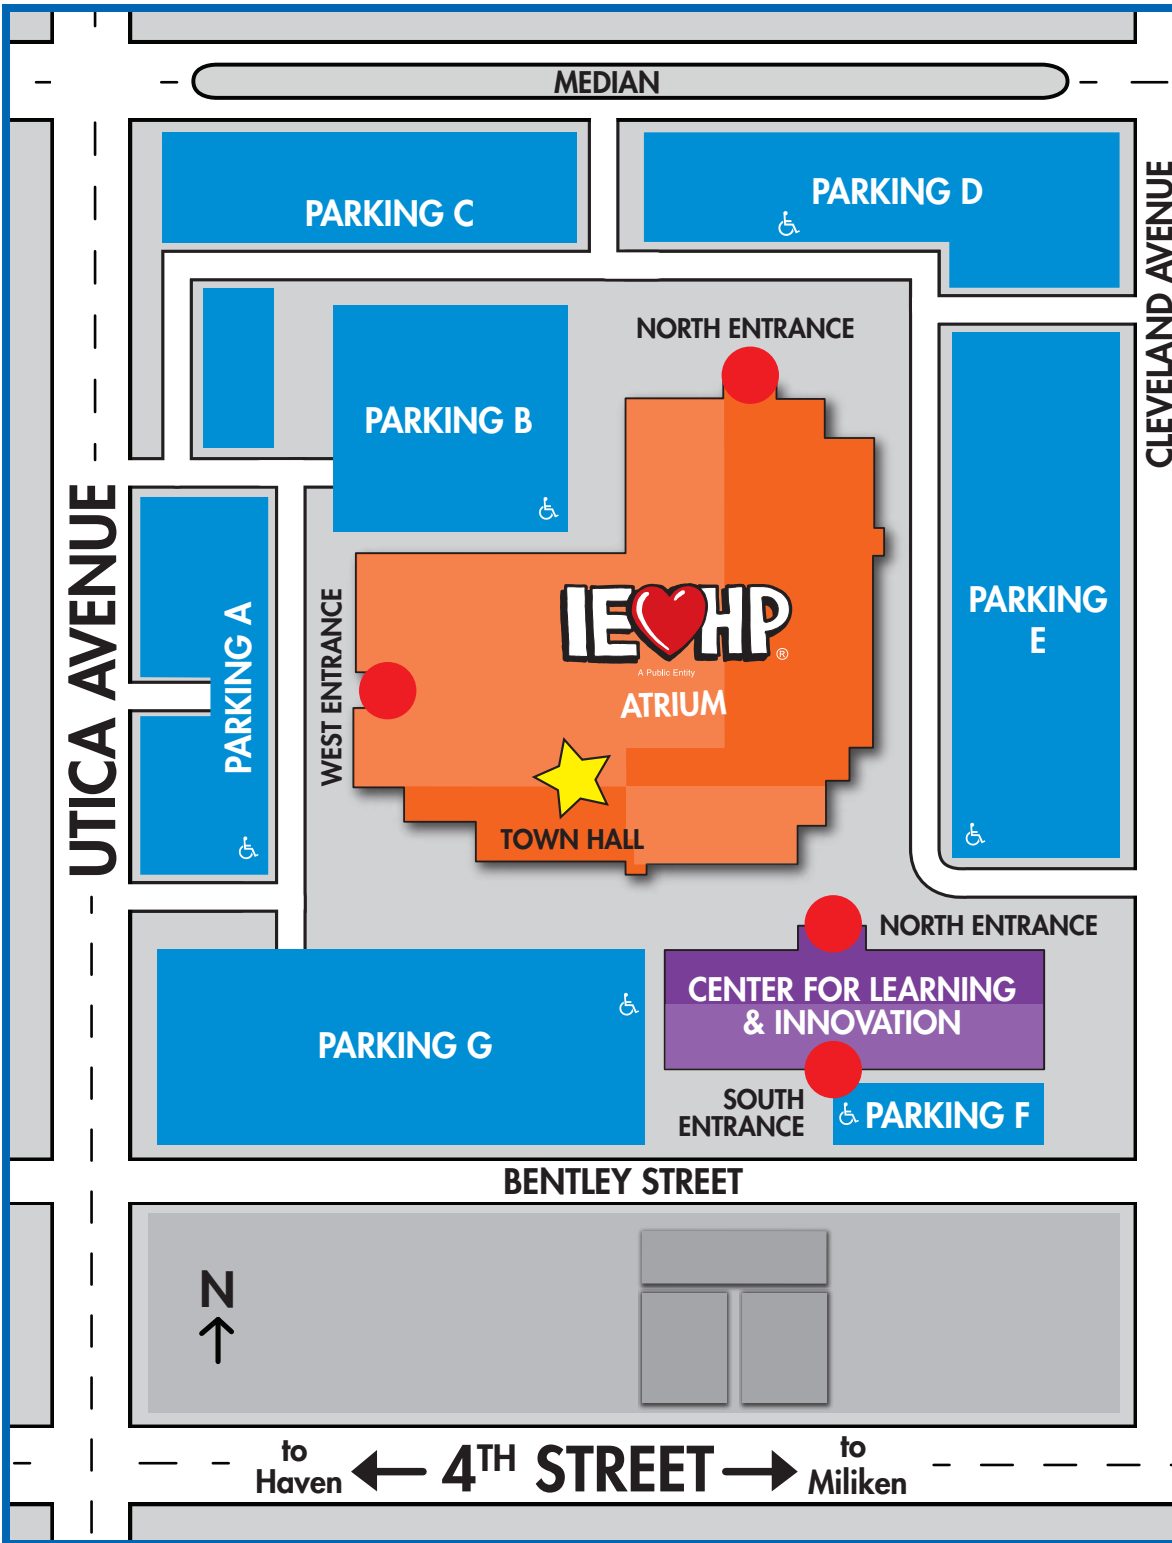 MEDIAN
PARKING C
PARKING D
CLEVELAND AVENUE
NORTH ENTRANCE
PARKING B
UTICA AVENUE
PARKING A
WEST ENTRANCE
IEHP®
A Public Entity
ATRIUM
PARKING
E
TOWN HALL
NORTH ENTRANCE
CENTER FOR LEARNING
& INNOVATION
PARKING G
SOUTH
ENTRANCE
PARKING F
BENTLEY STREET
N
to
Haven
4TH STREET
to
Miliken